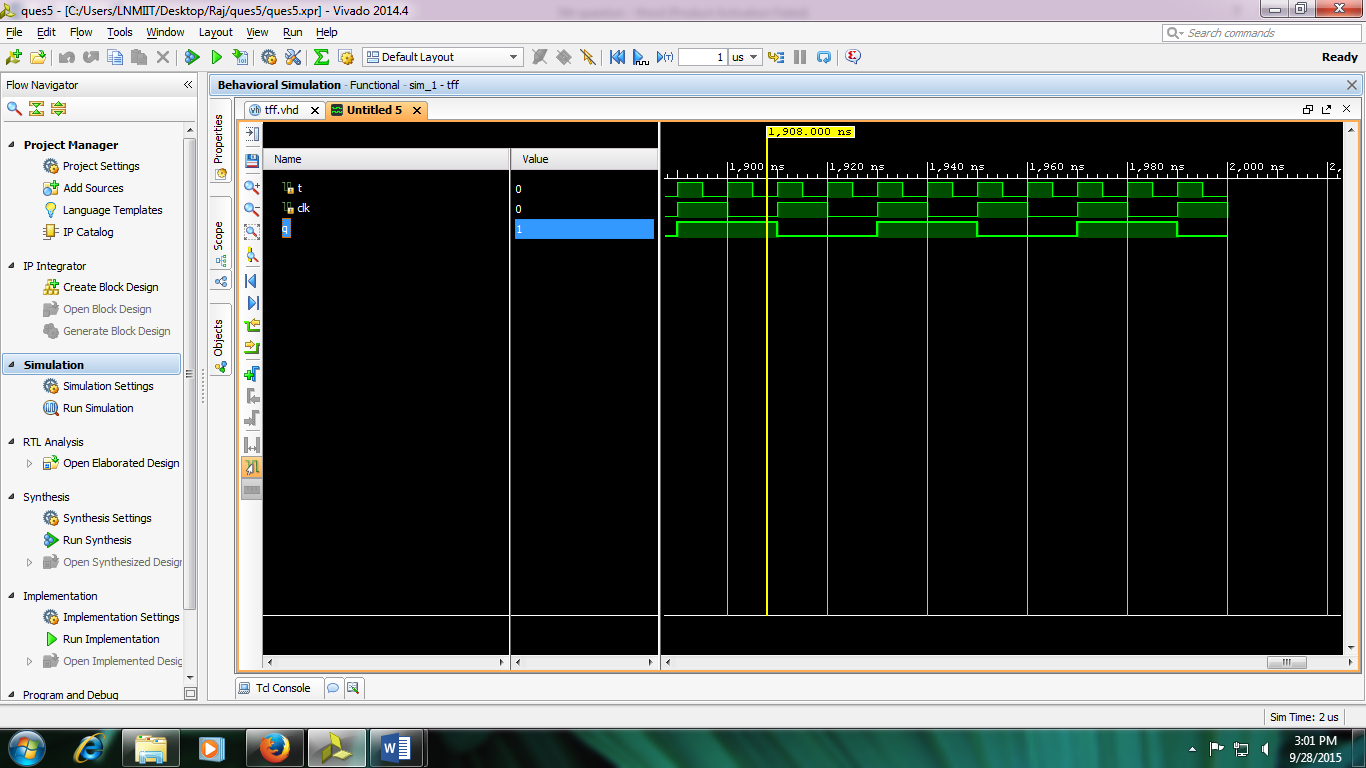 ques5 - [C:/Users/LNMIIT/Desktop/Raj/ques5/ques5.xpr] - Vivado 2014.4
File Edit Flow Tools Window Layout View Run Help
Search commands
Default Layout
1 us
Ready
Flow Navigator
Behavioral Simulation - Functional - sim_1 - tff
tff.vhd
Untitled 5
Project Manager
Project Settings
Add Sources
Language Templates
IP Catalog
IP Integrator
Create Block Design
Open Block Design
Generate Block Design
Simulation
Simulation Settings
Run Simulation
RTL Analysis
Open Elaborated Design
Synthesis
Synthesis Settings
Run Synthesis
Open Synthesized Desigr
Implementation
Implementation Settings
Run Implementation
Open Implemented Desig
Program and Debug
Properties
Scope
Objects
Name Value
t 0
clk 0
q 1
1,908.000 ns
1,900 ns 1,920 ns 1,940 ns 1,960 ns 1,980 ns 2,000 ns 2,
Tcl Console
Sim Time: 2 us
3:01 PM
9/28/2015